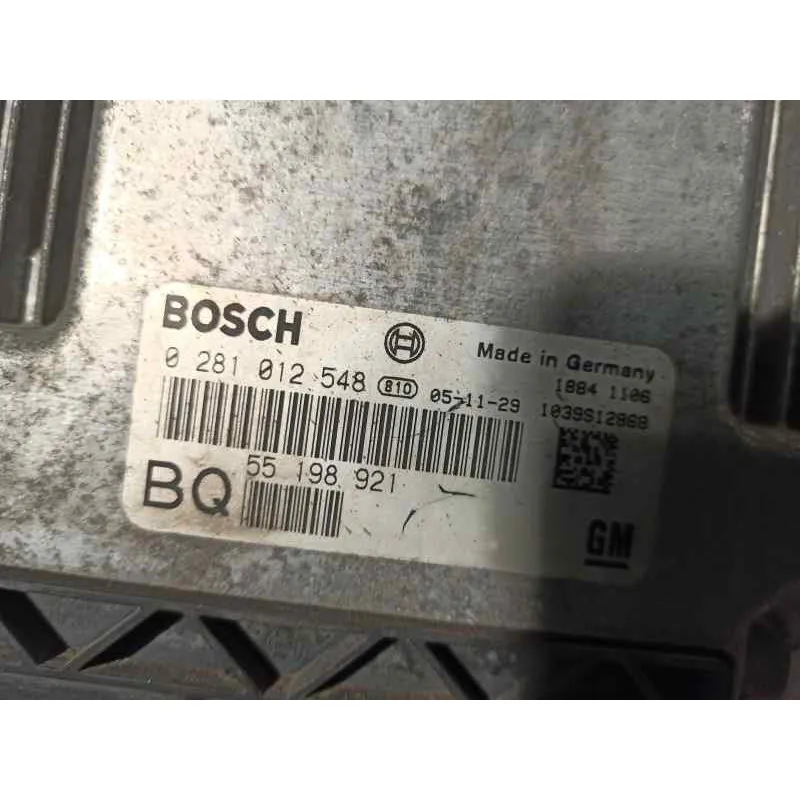 BOSCH
Made in Germany
0 281 012 548 810 05-11-29
1884 1106
1039S12868
BQ
55 198 921
GM